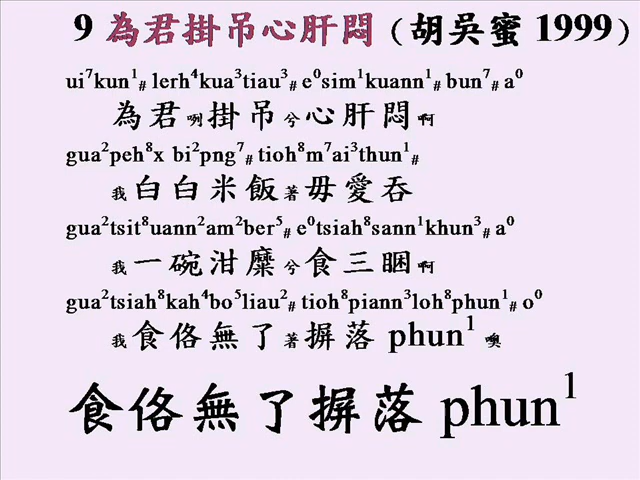 9 為君掛吊心肝悶 (胡吳蜜 1999)
ui⁷kun¹# lerh⁴kua³tiau³# e⁰sim¹kuann¹# bun⁷# a⁰
為君咧掛吊兮心肝悶啊
gua²peh⁸x bi²png⁷# tioh⁸m⁷ai³thun¹#
我白白米飯著毋愛吞
gua²tsit⁸uann²am²ber⁵# e⁰tsiah⁸sann¹khun³# a⁰
我一碗泔糜兮食三睏啊
gua²tsiah⁸kah⁴bo⁵liau²# tioh⁸piann³loh⁸phun¹# o⁰
我食佫無了著摒落 phun¹ 噢
食佫無了摒落 phun¹